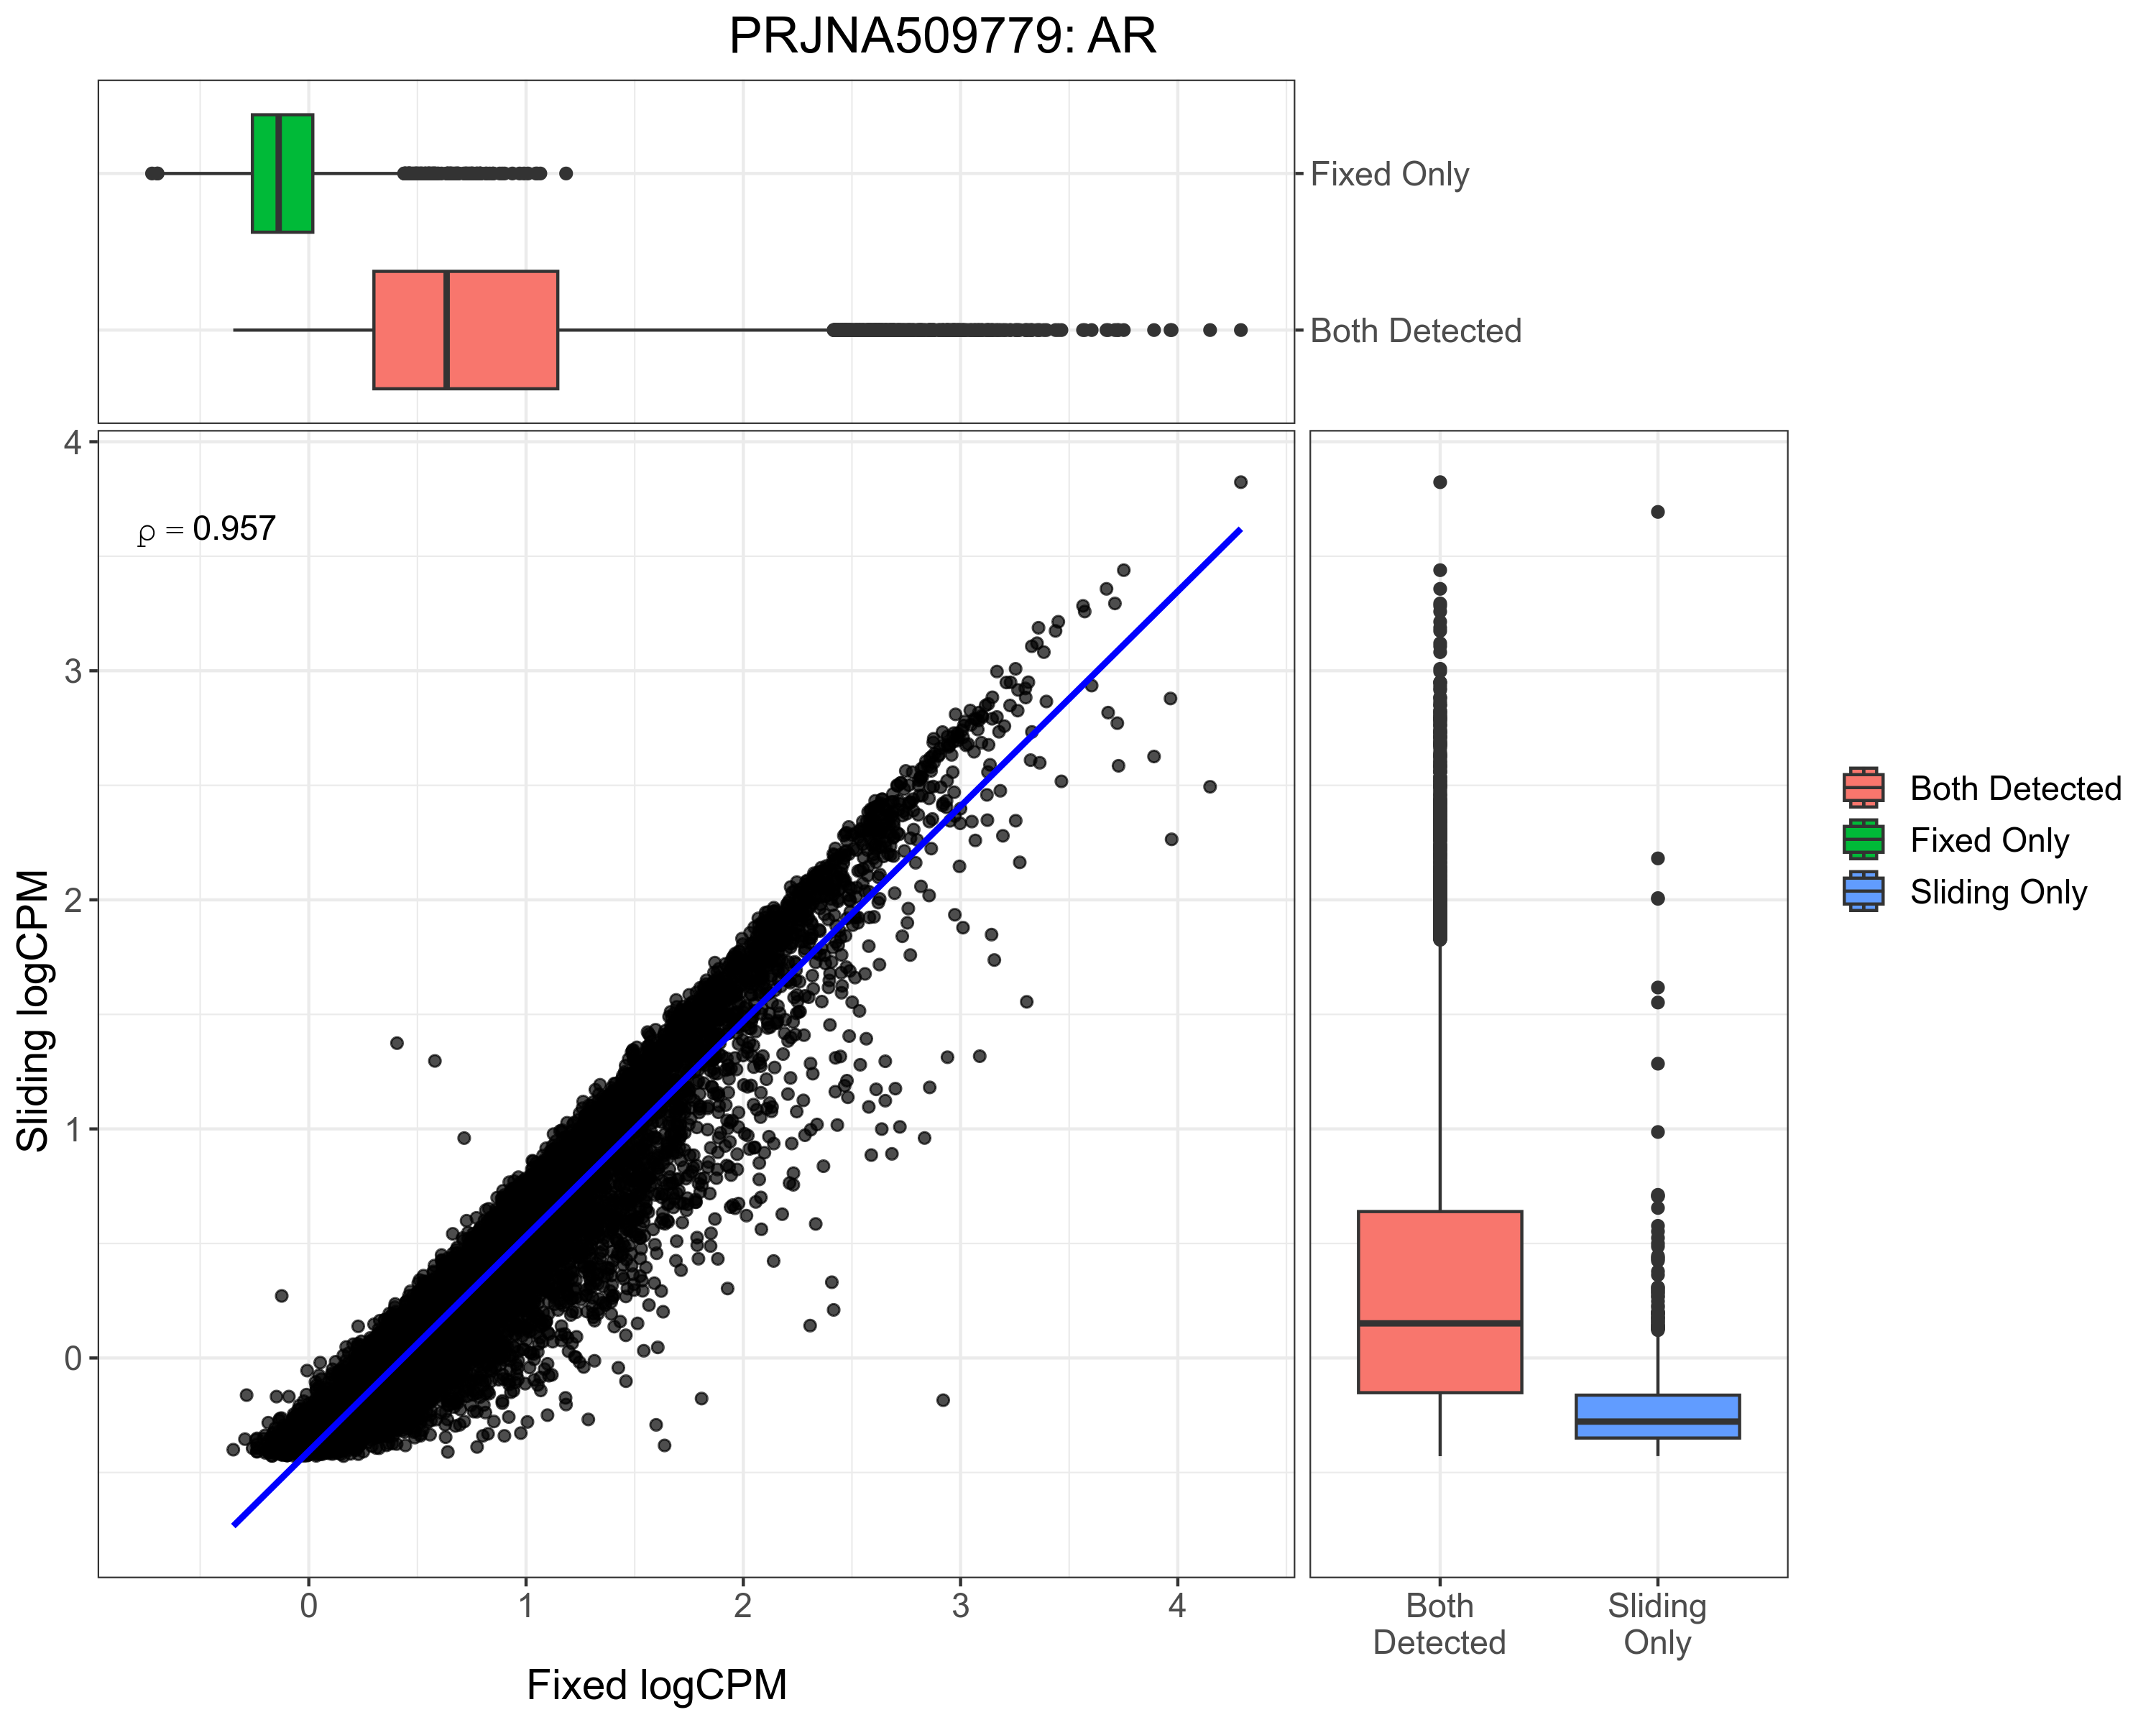 PRJNA509779: AR
Fixed Only
Both Detected
4
ρ = 0.957
3
2
1
0
Sliding logCPM
0 1 2 3 4
Fixed logCPM
Both
Detected
Sliding
Only
Both Detected
Fixed Only
Sliding Only